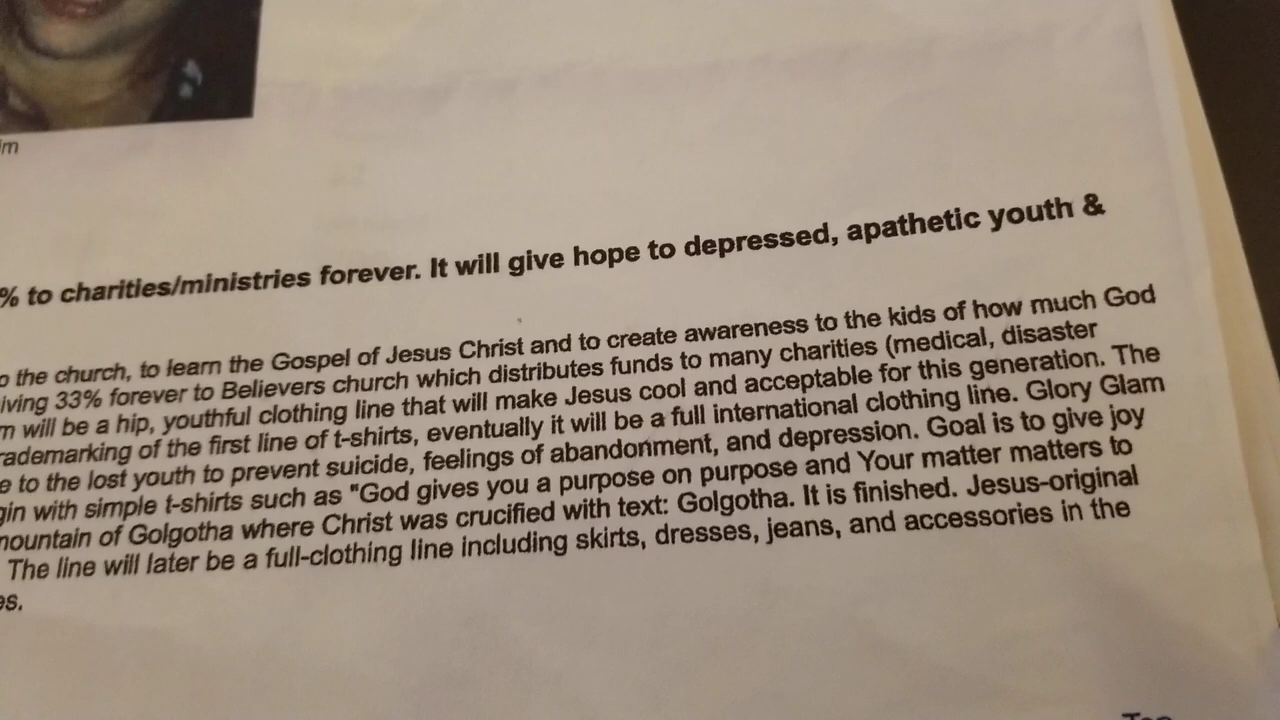 im
% to charities/ministries forever. It will give hope to depressed, apathetic youth &
o the church, to learn the Gospel of Jesus Christ and to create awareness to the kids of how much God
iving 33% forever to Believers church which distributes funds to many charities (medical, disaster
m will be a hip, youthful clothing line that will make Jesus cool and acceptable for this generation. The
rademarking of the first line of t-shirts, eventually it will be a full international clothing line. Glory Glam
e to the lost youth to prevent suicide, feelings of abandonment, and depression. Goal is to give joy
gin with simple t-shirts such as "God gives you a purpose on purpose and Your matter matters to
nountain of Golgotha where Christ was crucified with text: Golgotha. It is finished. Jesus-original
The line will later be a full-clothing line including skirts, dresses, jeans, and accessories in the
es.